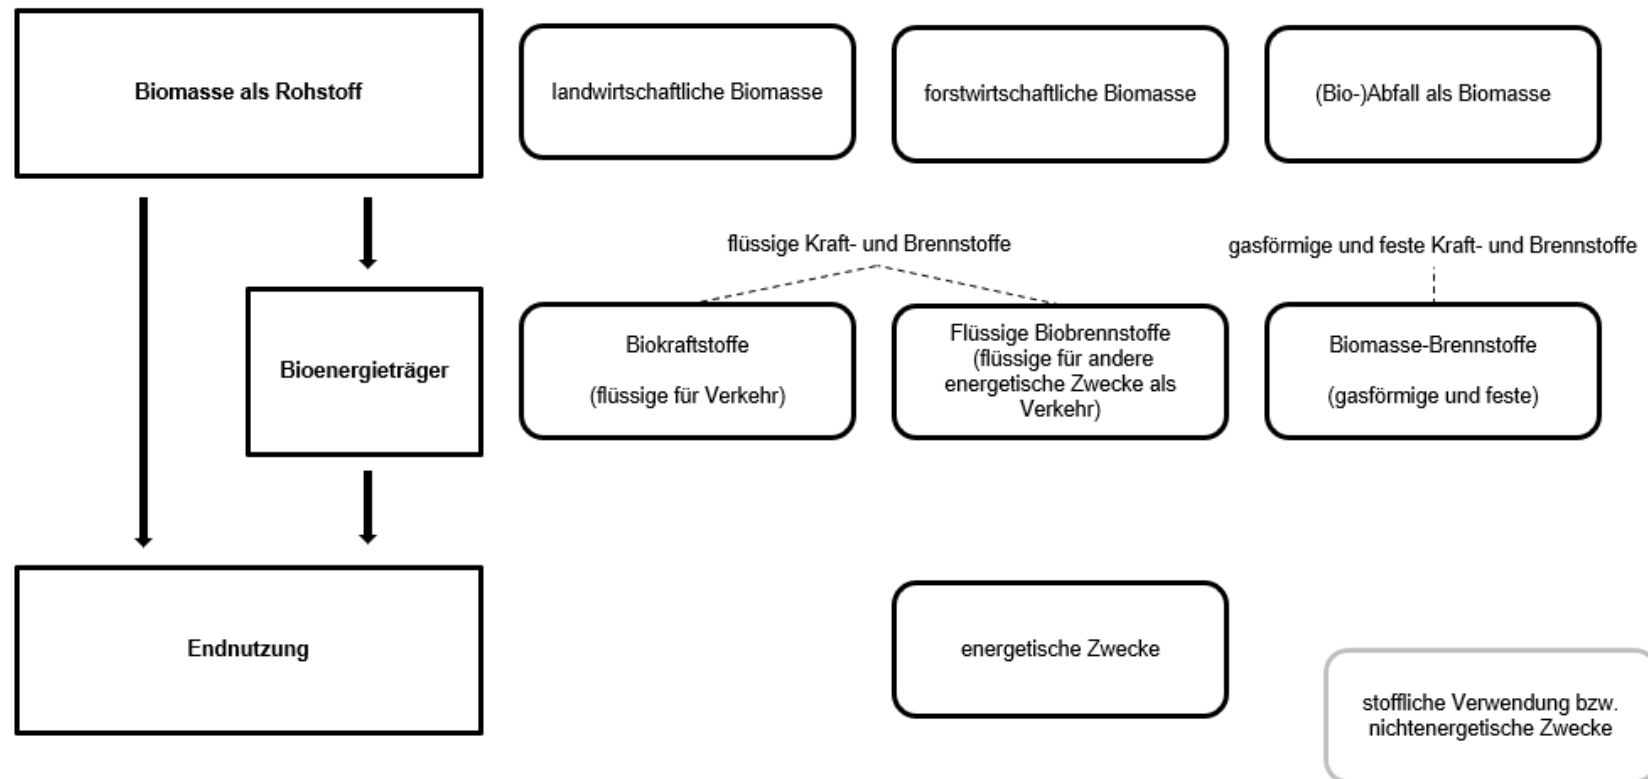 Biomasse als Rohstoff
landwirtschaftliche Biomasse
forstwirtschaftliche Biomasse
(Bio-)Abfall als Biomasse
flüssige Kraft- und Brennstoffe
gasförmige und feste Kraft- und Brennstoffe
Bioenergieträger
Biokraftstoffe
(flüssige für Verkehr)
Flüssige Biobrennstoffe
(flüssige für andere
energetische Zwecke als
Verkehr)
Biomasse-Brennstoffe
(gasförmige und feste)
Endnutzung
energetische Zwecke
stoffliche Verwendung bzw.
nichtenergetische Zwecke